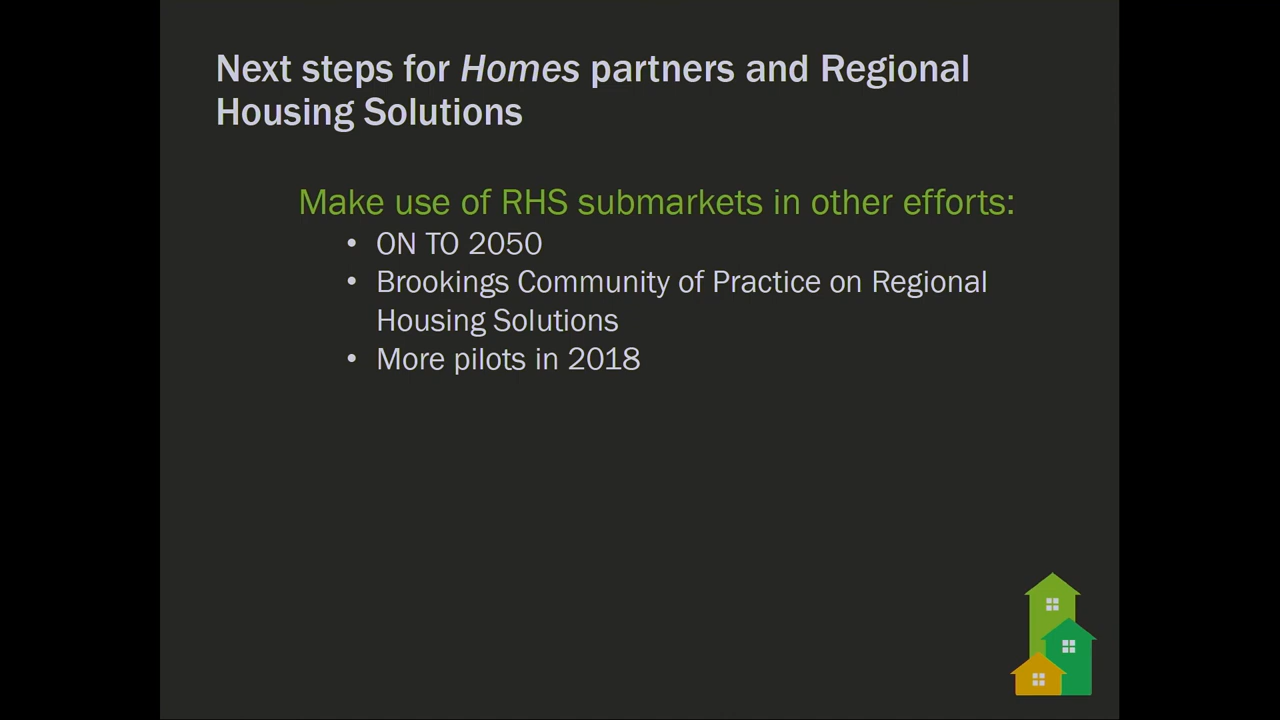 Next steps for Homes partners and Regional
Housing Solutions
Make use of RHS submarkets in other efforts:
• ON TO 2050
• Brookings Community of Practice on Regional
Housing Solutions
• More pilots in 2018